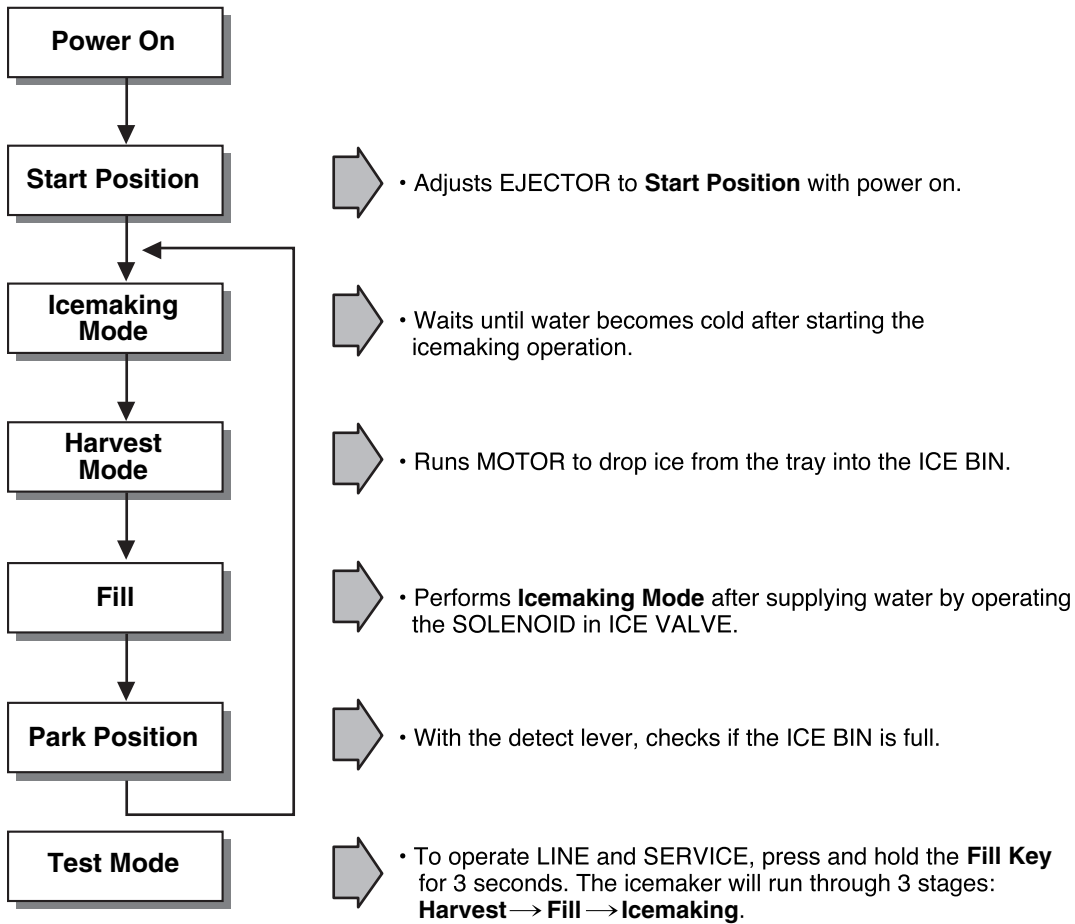 Power On
Start Position
• Adjusts EJECTOR to Start Position with power on.
Icemaking
Mode
• Waits until water becomes cold after starting the
icemaking operation.
Harvest
Mode
• Runs MOTOR to drop ice from the tray into the ICE BIN.
Fill
• Performs Icemaking Mode after supplying water by operating
the SOLENOID in ICE VALVE.
Park Position
• With the detect lever, checks if the ICE BIN is full.
Test Mode
• To operate LINE and SERVICE, press and hold the Fill Key
for 3 seconds. The icemaker will run through 3 stages:
Harvest → Fill → Icemaking.